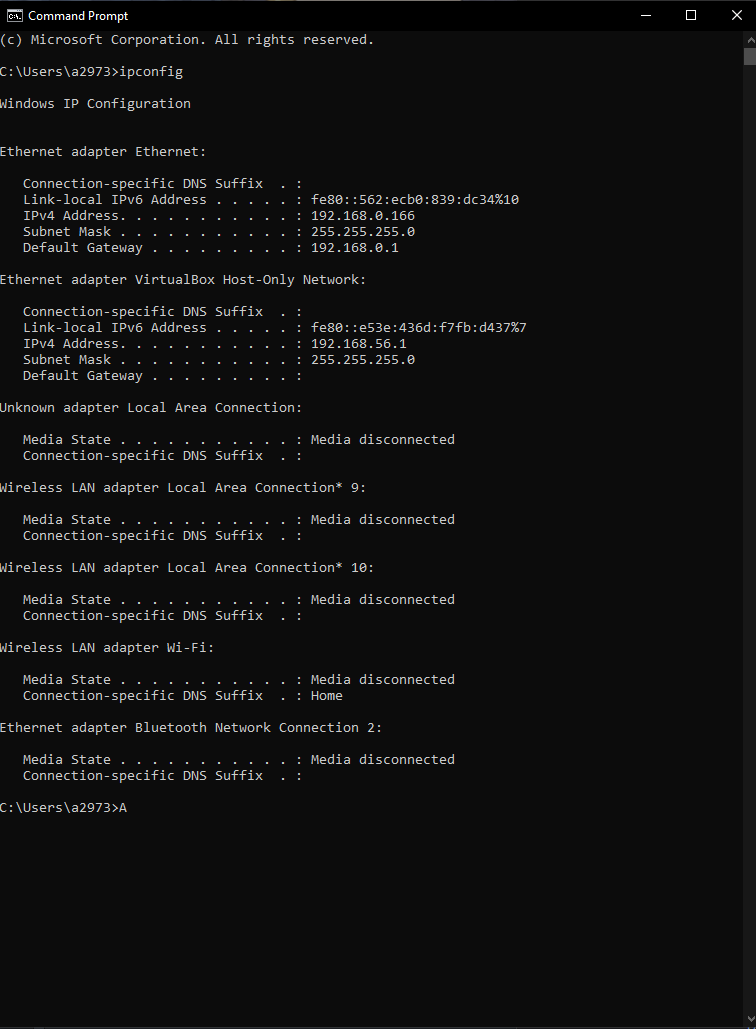 Command Prompt
(c) Microsoft Corporation. All rights reserved.
C:\Users\a2973>ipconfig
Windows IP Configuration
Ethernet adapter Ethernet:
Connection-specific DNS Suffix  . :
Link-local IPv6 Address . . . . . : fe80::562:ecb0:839:dc34%10
IPv4 Address. . . . . . . . . . . : 192.168.0.166
Subnet Mask . . . . . . . . . . . : 255.255.255.0
Default Gateway . . . . . . . . . : 192.168.0.1
Ethernet adapter VirtualBox Host-Only Network:
Connection-specific DNS Suffix  . :
Link-local IPv6 Address . . . . . : fe80::e53e:436d:f7fb:d437%7
IPv4 Address. . . . . . . . . . . : 192.168.56.1
Subnet Mask . . . . . . . . . . . : 255.255.255.0
Default Gateway . . . . . . . . . :
Unknown adapter Local Area Connection:
Media State . . . . . . . . . . . : Media disconnected
Connection-specific DNS Suffix  . :
Wireless LAN adapter Local Area Connection* 9:
Media State . . . . . . . . . . . : Media disconnected
Connection-specific DNS Suffix  . :
Wireless LAN adapter Local Area Connection* 10:
Media State . . . . . . . . . . . : Media disconnected
Connection-specific DNS Suffix  . :
Wireless LAN adapter Wi-Fi:
Media State . . . . . . . . . . . : Media disconnected
Connection-specific DNS Suffix  . : Home
Ethernet adapter Bluetooth Network Connection 2:
Media State . . . . . . . . . . . : Media disconnected
Connection-specific DNS Suffix  . :
C:\Users\a2973>A